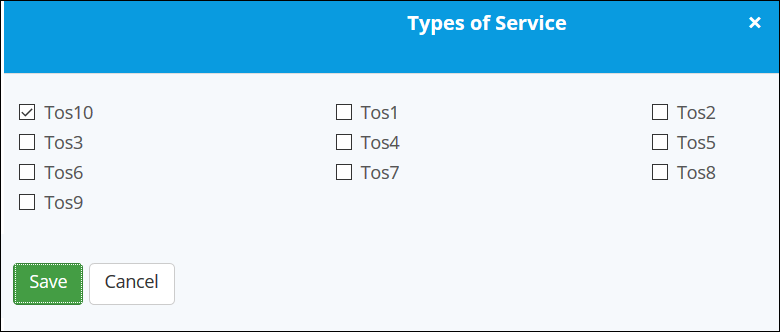 Types of Service
Tos10 Tos1 Tos2
Tos3 Tos4 Tos5
Tos6 Tos7 Tos8
Tos9
Save Cancel